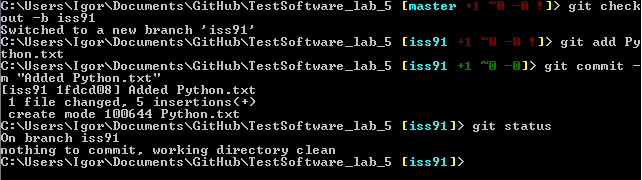 C:\Users\Igor\Documents\GitHub\TestSoftware_lab_5 [master +1 ~0 -0 !]> git check
out -b iss91
Switched to a new branch 'iss91'
C:\Users\Igor\Documents\GitHub\TestSoftware_lab_5 [iss91 +1 ~0 -0 !]> git add Py
thon.txt
C:\Users\Igor\Documents\GitHub\TestSoftware_lab_5 [iss91 +1 ~0 -0]> git commit -
m "Added Python.txt"
[iss91 1fdcd08] Added Python.txt
 1 file changed, 5 insertions(+)
 create mode 100644 Python.txt
C:\Users\Igor\Documents\GitHub\TestSoftware_lab_5 [iss91]> git status
On branch iss91
nothing to commit, working directory clean
C:\Users\Igor\Documents\GitHub\TestSoftware_lab_5 [iss91]>